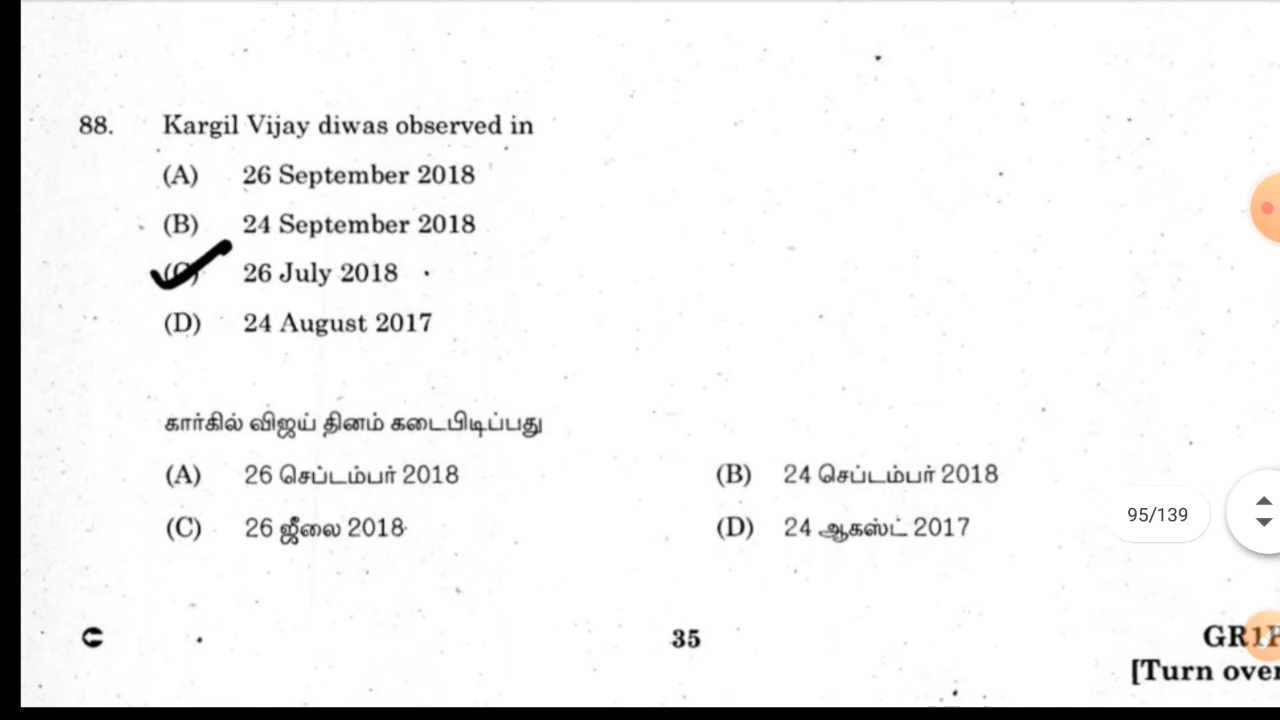 88. Kargil Vijay diwas observed in
(A) 26 September 2018
(B) 24 September 2018
(C) 26 July 2018
(D) 24 August 2017
கார்கில் விஜய் தினம் கடைபிடிப்பது
(A) 26 செப்டம்பர் 2018 (B) 24 செப்டம்பர் 2018
(C) 26 ஜீலை 2018 (D) 24 ஆகஸ்ட் 2017
95/139
C 35 GR1P
[Turn over